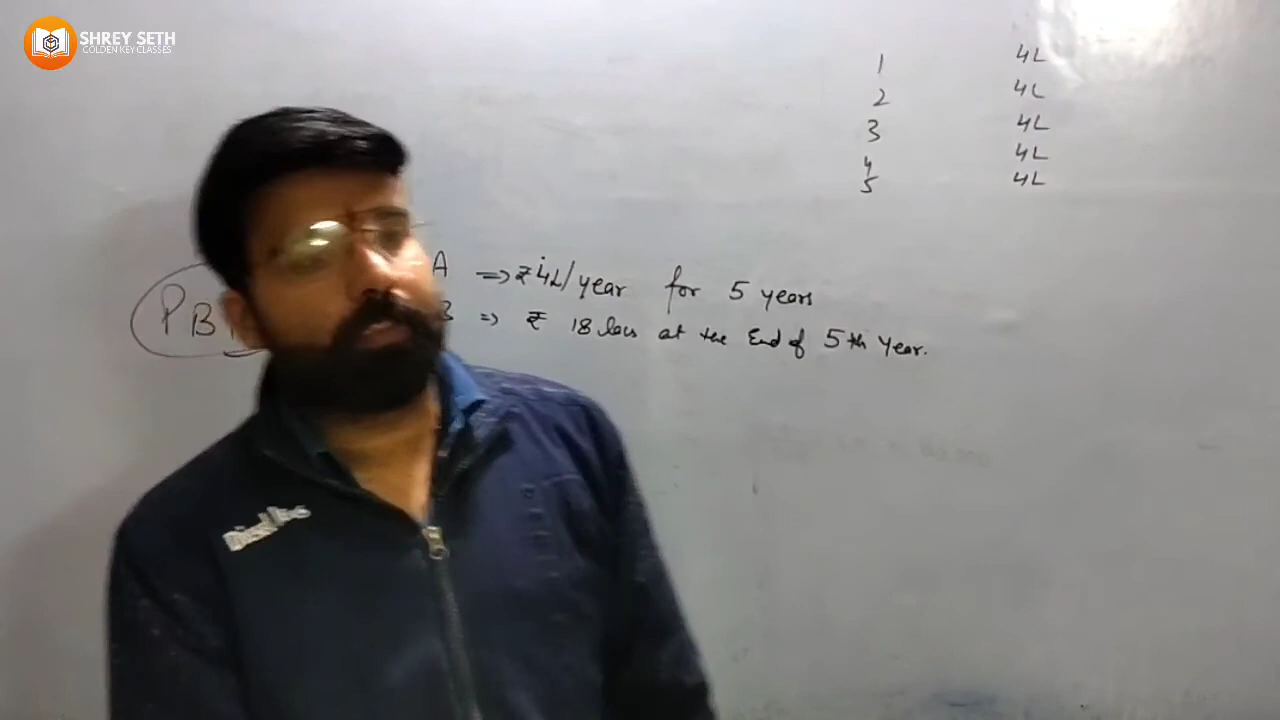 SHREY SETH
GOLDEN KEY CLASSES
1 4L
2 4L
3 4L
4 4L
5 4L
A ⇒ ₹ 4L/year for 5 years
⇒ ₹ 18 lacs at the End of 5th Year.